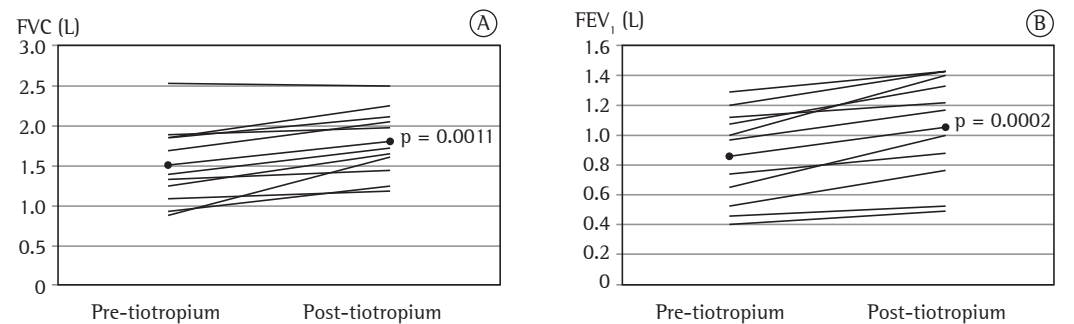 FVC (L)
A
3.0
2.5
2.0
1.5
1.0
0.5
0
p = 0.0011
Pre-tiotropium
Post-tiotropium
FEV1 (L)
B
1.6
1.4
1.2
1.0
0.8
0.6
0.4
0.2
0
p = 0.0002
Pre-tiotropium
Post-tiotropium